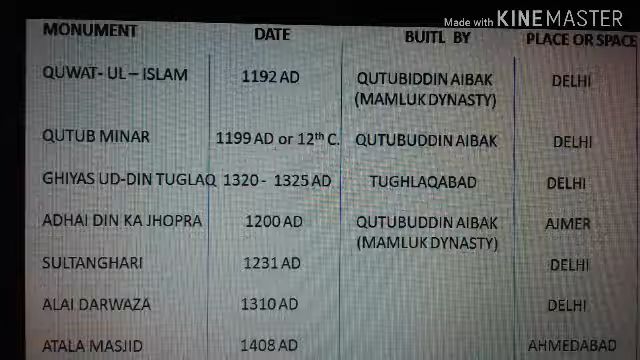 Made with KINEMASTER
MONUMENT DATE BUITL BY PLACE OR SPACE
QUWAT- UL – ISLAM 1192 AD QUTUBIDDIN AIBAK DELHI
(MAMLUK DYNASTY)
QUTUB MINAR 1199 AD or 12th C. QUTUBUDDIN AIBAK DELHI
GHIYAS UD-DIN TUGLAQ 1320 - 1325 AD TUGHLAQABAD DELHI
ADHAI DIN KA JHOPRA 1200 AD QUTUBUDDIN AIBAK AJMER
(MAMLUK DYNASTY)
SULTANGHARI 1231 AD DELHI
ALAI DARWAZA 1310 AD DELHI
ATALA MASJID 1408 AD AHMEDABAD